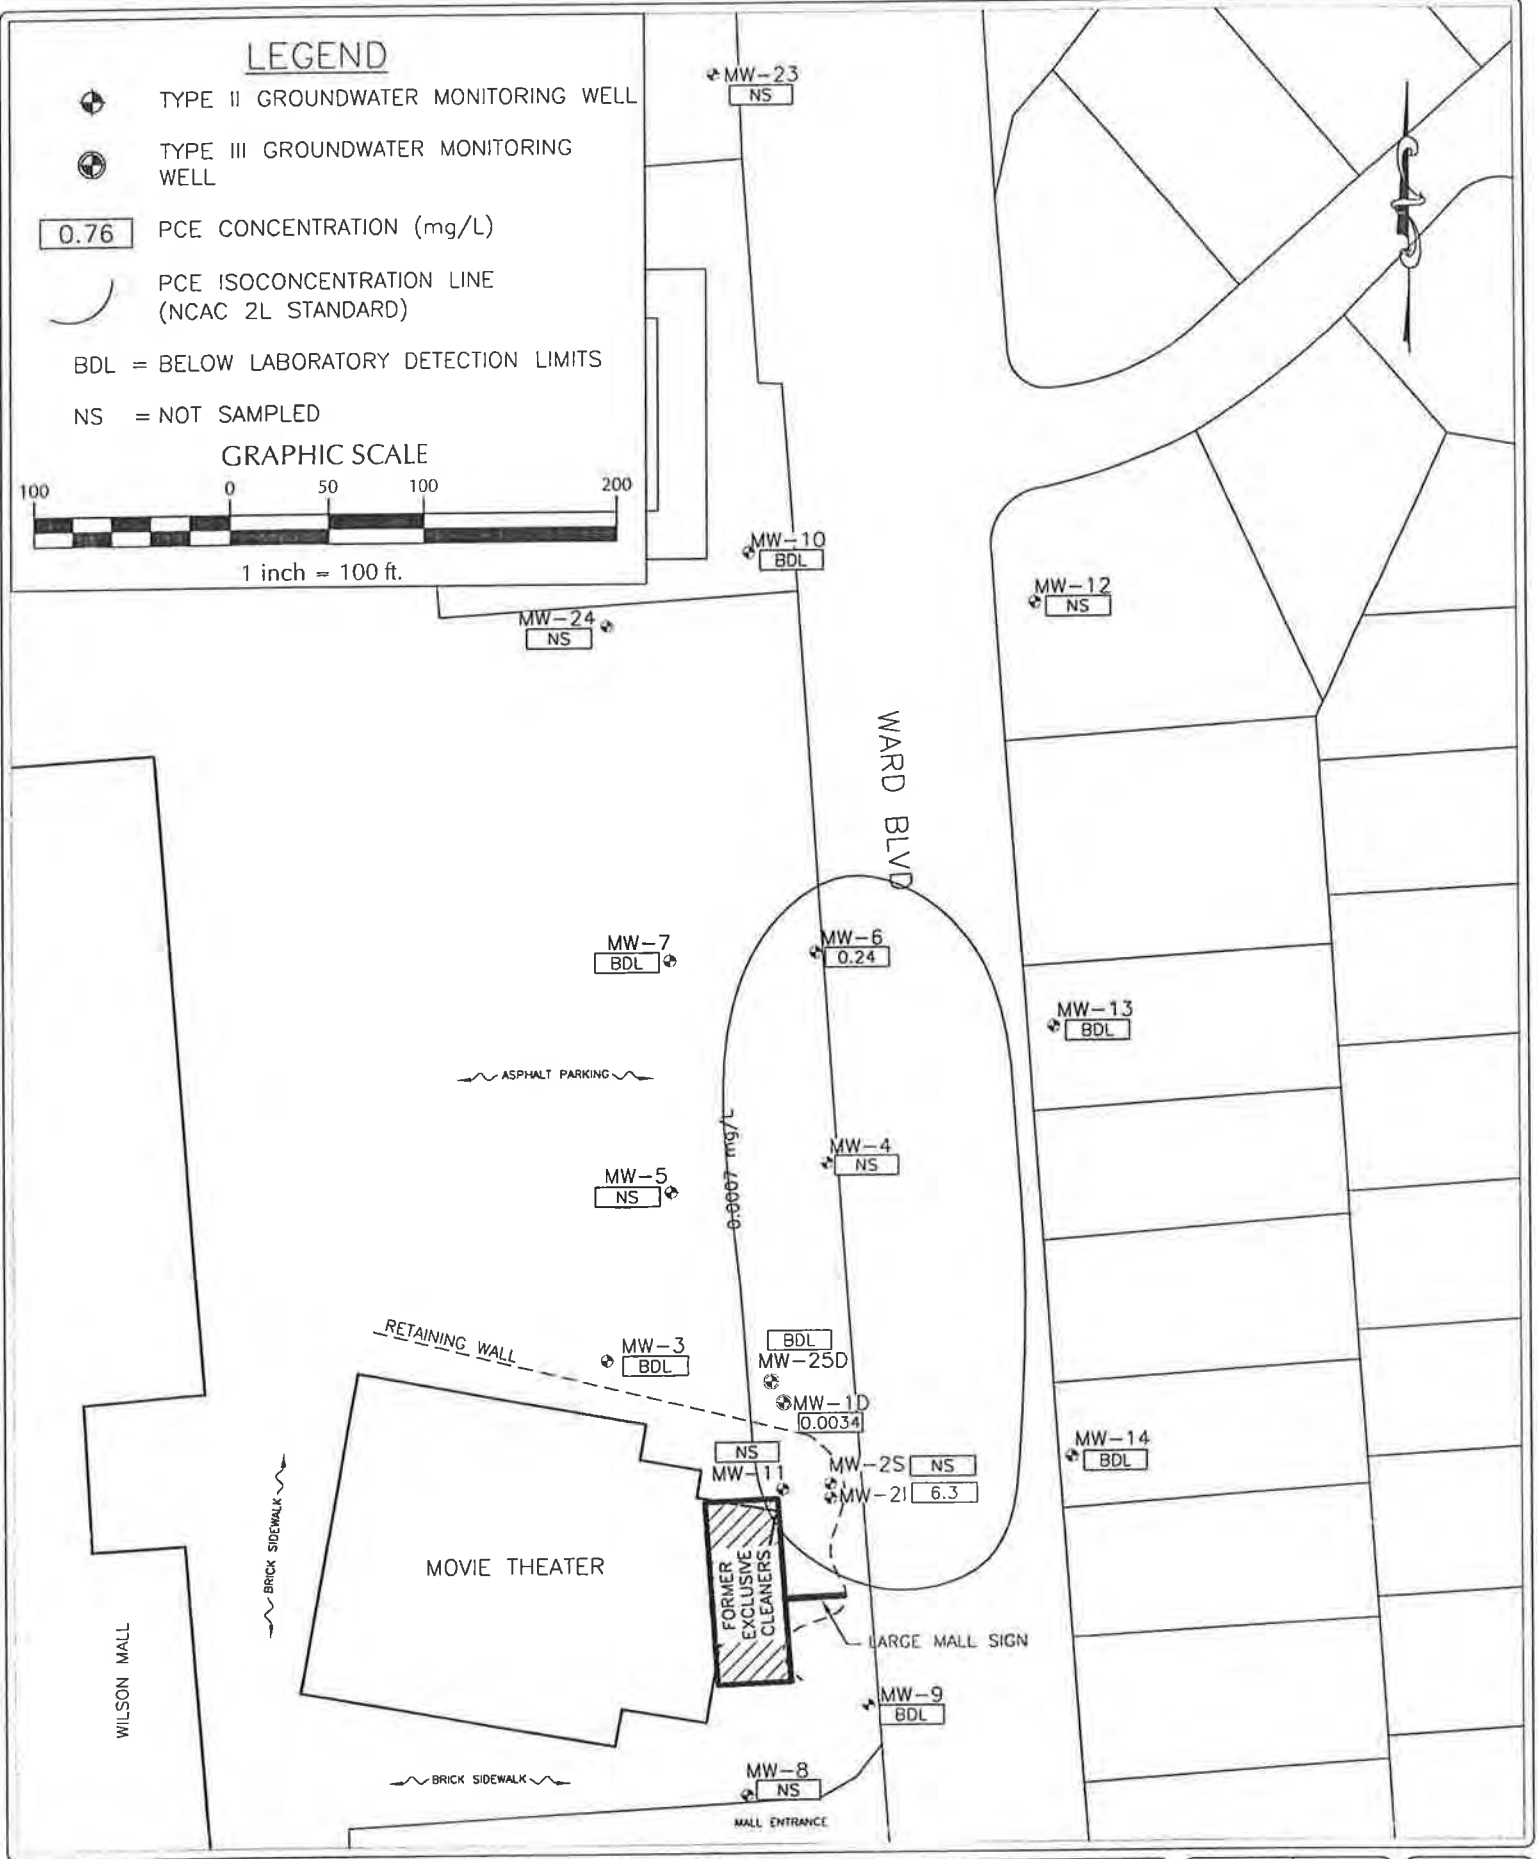 LEGEND
TYPE II GROUNDWATER MONITORING WELL
TYPE III GROUNDWATER MONITORING
WELL
0.76 PCE CONCENTRATION (mg/L)
PCE ISOCONCENTRATION LINE
(NCAC 2L STANDARD)
BDL = BELOW LABORATORY DETECTION LIMITS
NS = NOT SAMPLED
GRAPHIC SCALE
100 0 50 100 200
1 inch = 100 ft.
MW-23
NS
MW-10
BDL
MW-12
NS
MW-24
NS
WARD BLVD
MW-7
BDL
MW-6
0.24
MW-13
BDL
ASPHALT PARKING
0.0007 mg/L
MW-4
NS
MW-5
NS
RETAINING WALL
MW-3
BDL
BDL
MW-25D
MW-1D
0.0034
NS
MW-11
MW-2S NS
MW-2I 6.3
MW-14
BDL
BRICK SIDEWALK
MOVIE THEATER
FORMER
EXCLUSIVE
CLEANERS
LARGE MALL SIGN
WILSON MALL
MW-9
BDL
BRICK SIDEWALK
MW-8
NS
MALL ENTRANCE